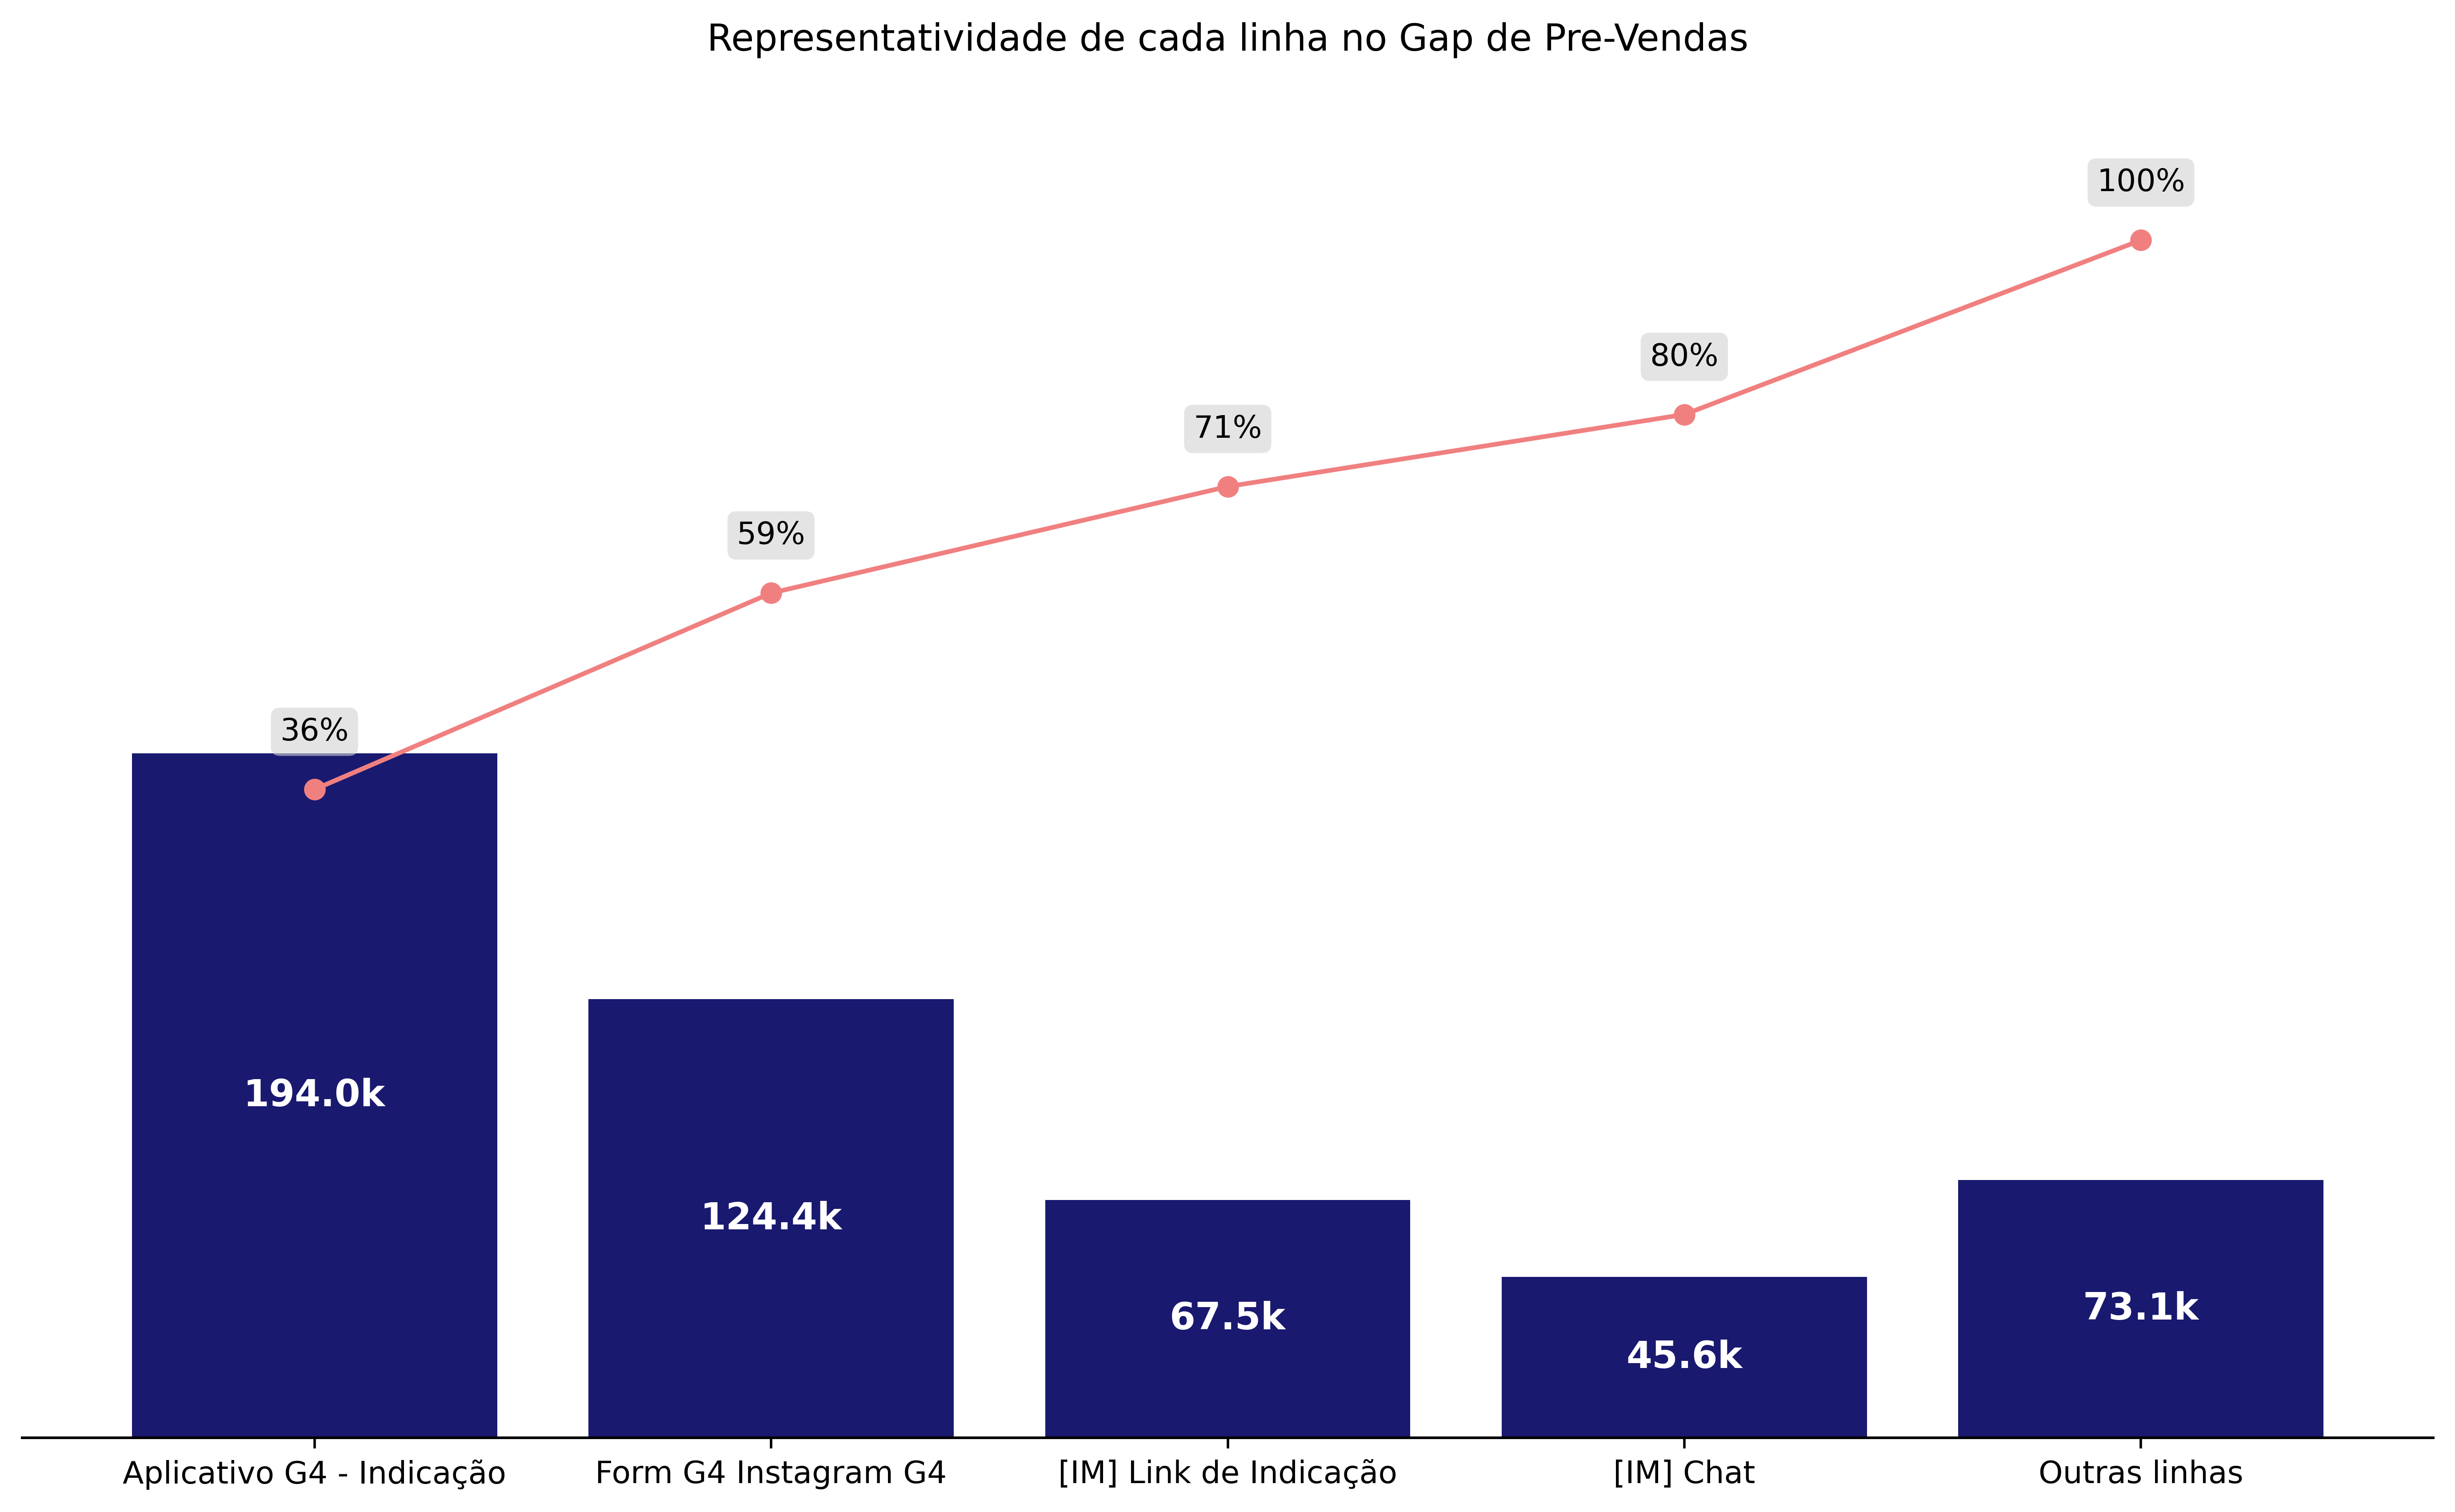 Representatividade de cada linha no Gap de Pre-Vendas
100%
80%
71%
59%
36%
194.0k
124.4k
67.5k
45.6k
73.1k
Aplicativo G4 - Indicação
Form G4 Instagram G4
[IM] Link de Indicação
[IM] Chat
Outras linhas